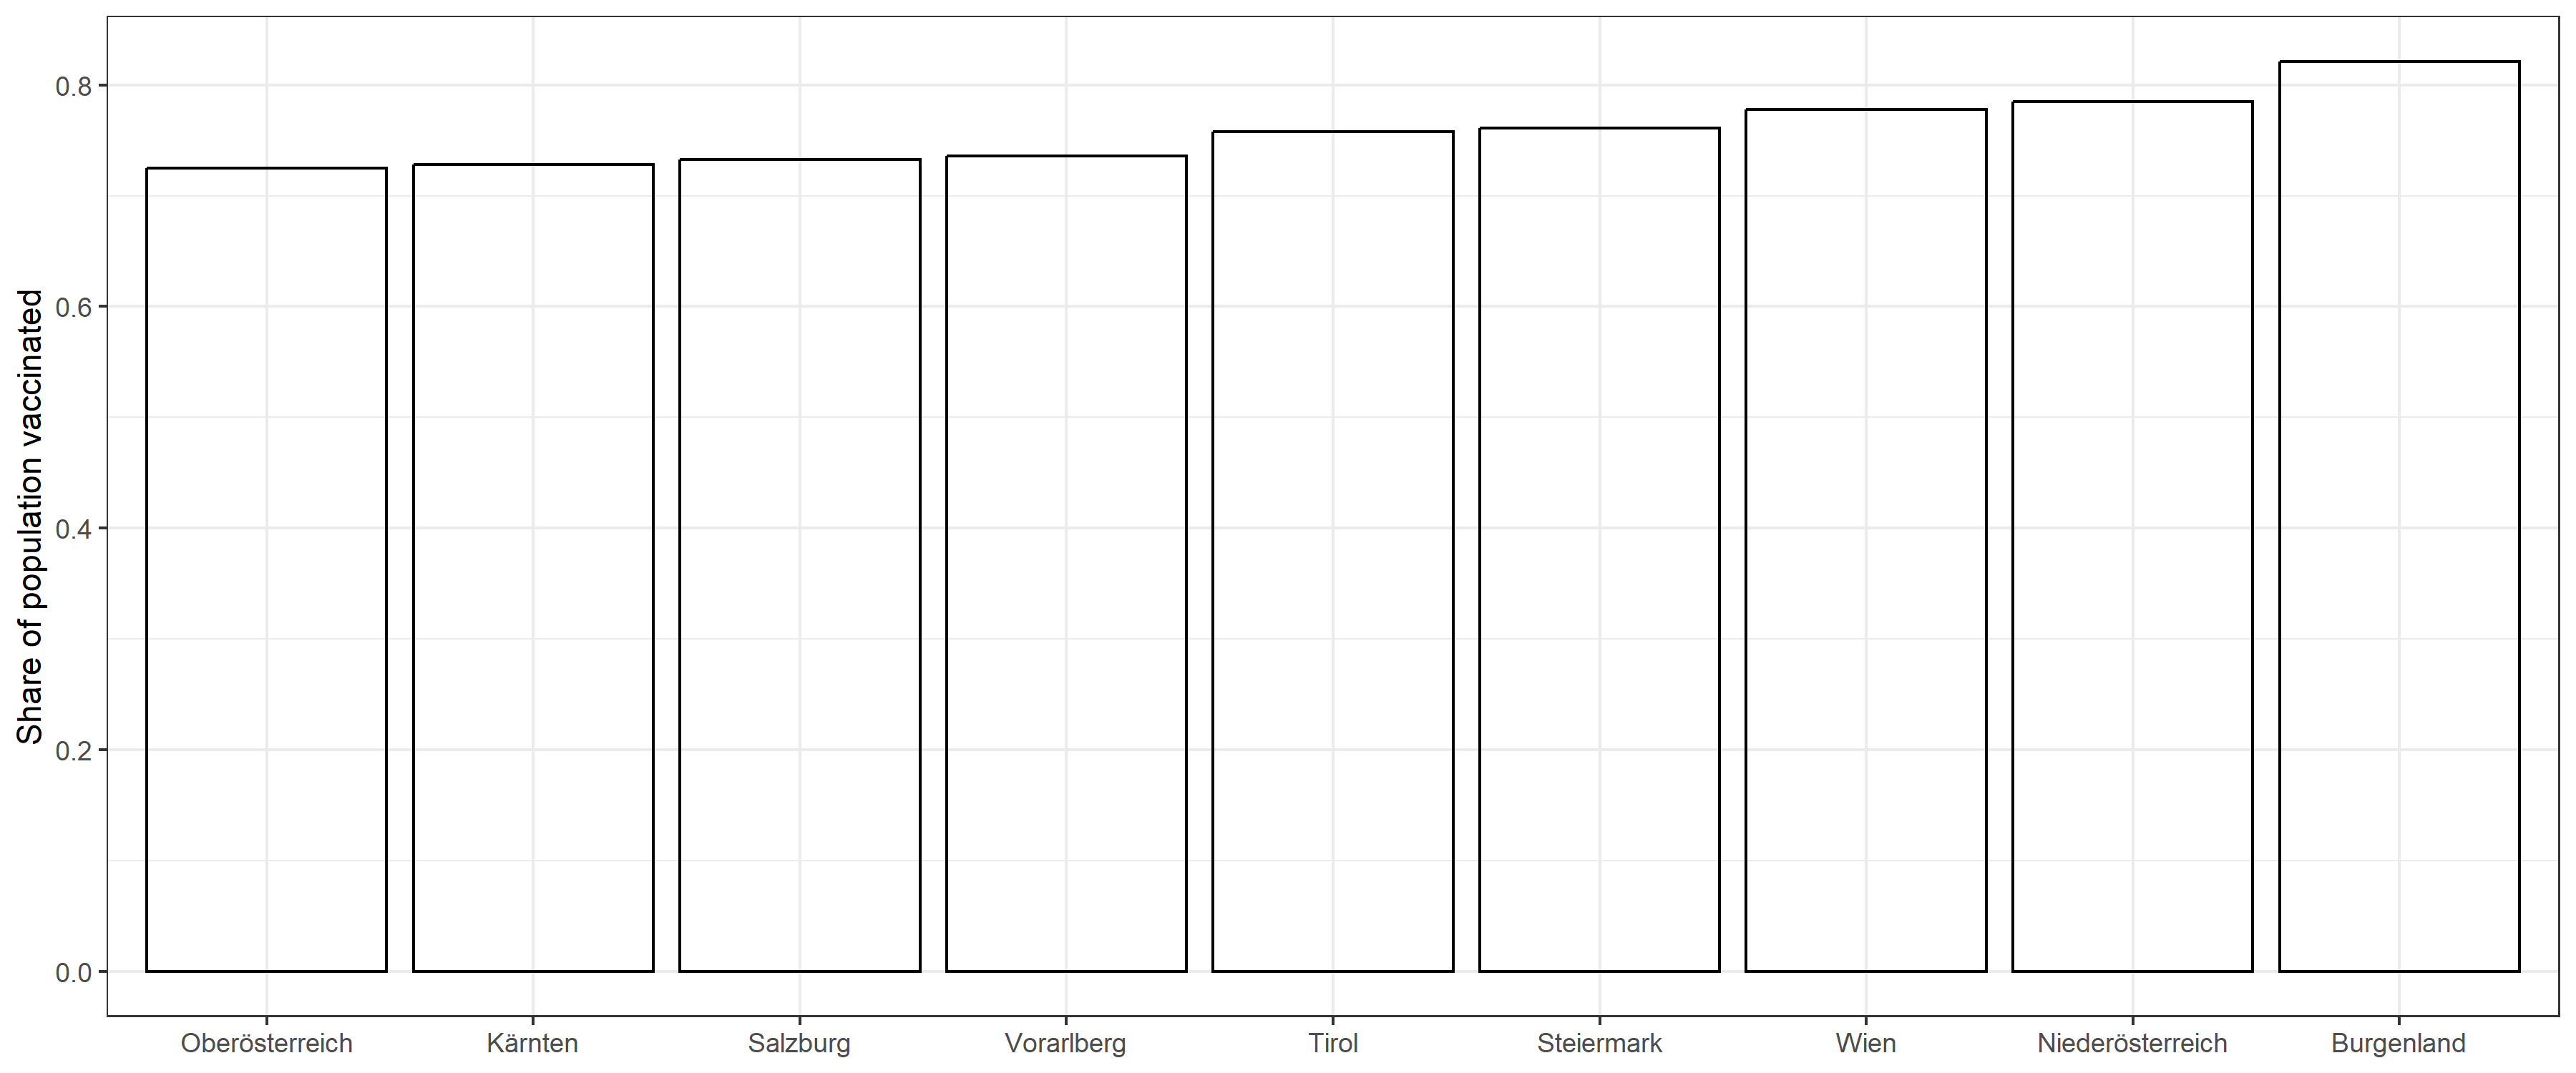 Share of population vaccinated
0.8
0.6
0.4
0.2
0.0
Oberösterreich Kärnten Salzburg Vorarlberg Tirol Steiermark Wien Niederösterreich Burgenland